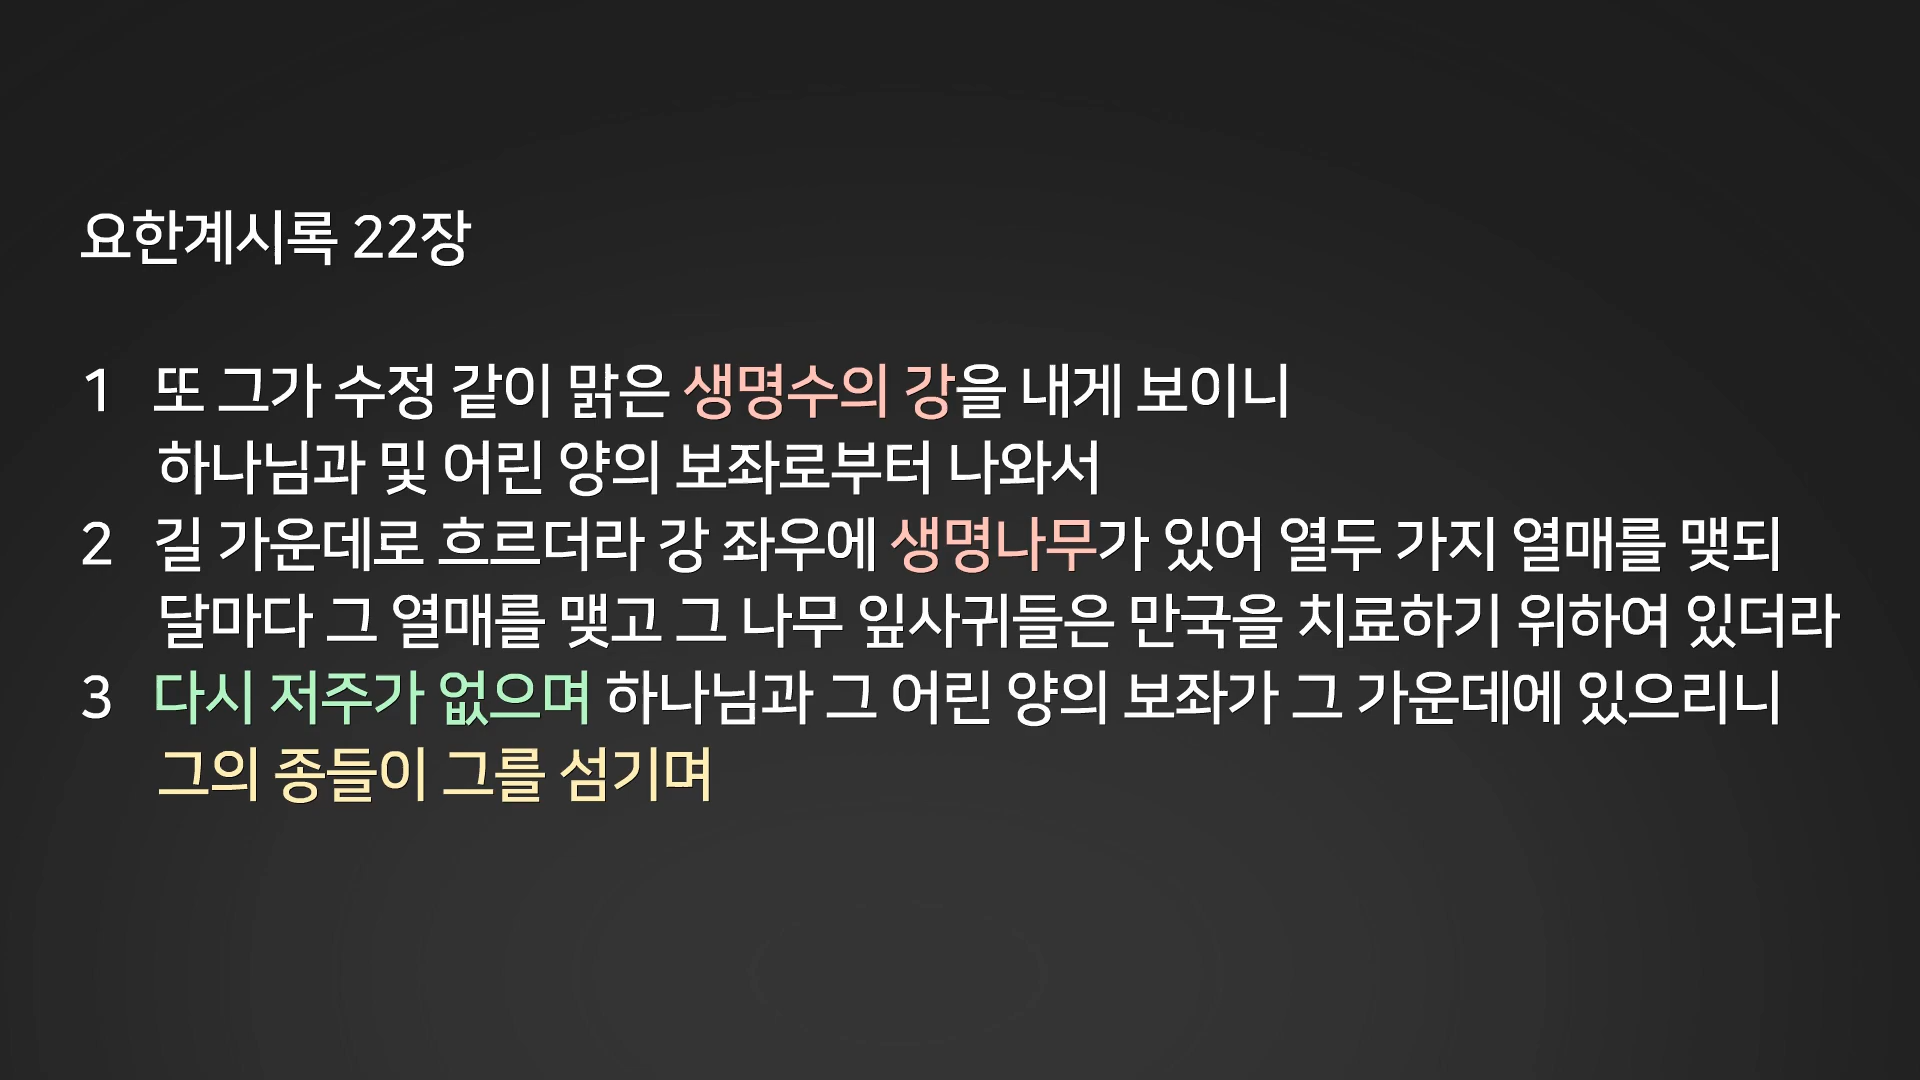 요한계시록 22장
1 또 그가 수정 같이 맑은 생명수의 강을 내게 보이니
하나님과 및 어린 양의 보좌로부터 나와서
2 길 가운데로 흐르더라 강 좌우에 생명나무가 있어 열두 가지 열매를 맺되
달마다 그 열매를 맺고 그 나무 잎사귀들은 만국을 치료하기 위하여 있더라
3 다시 저주가 없으며 하나님과 그 어린 양의 보좌가 그 가운데에 있으리니
그의 종들이 그를 섬기며